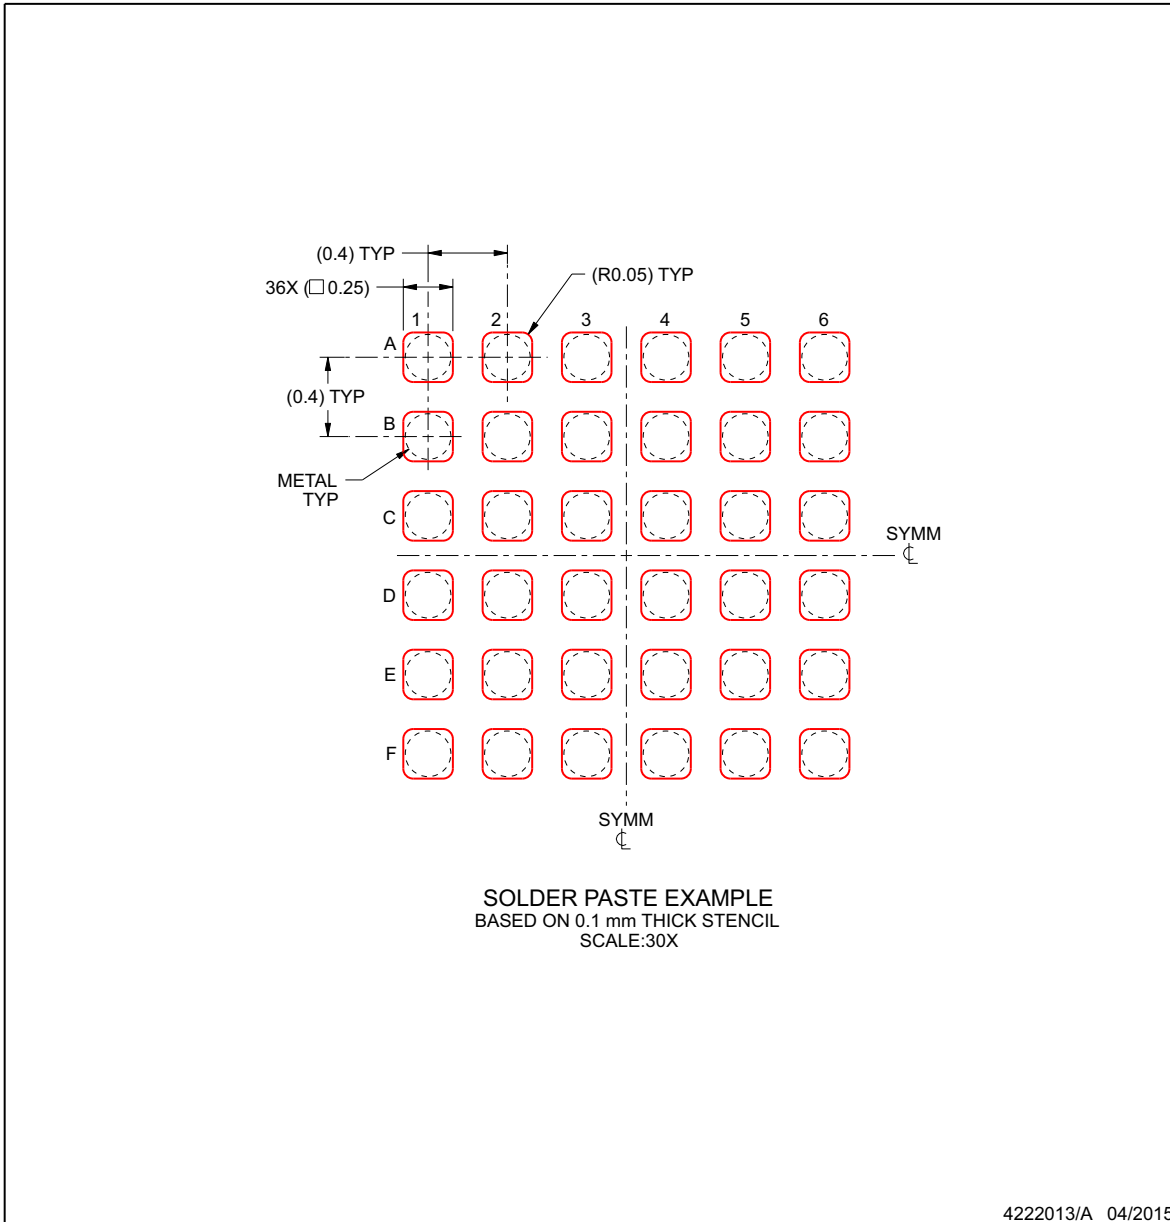 (0.4) TYP
(R0.05) TYP
36X (□ 0.25)
1 2 3 4 5 6
A
(0.4) TYP
B
METAL
TYP
C
SYMM
℄
D
E
F
SYMM
℄
SOLDER PASTE EXAMPLE
BASED ON 0.1 mm THICK STENCIL
SCALE:30X
4222013/A 04/2015